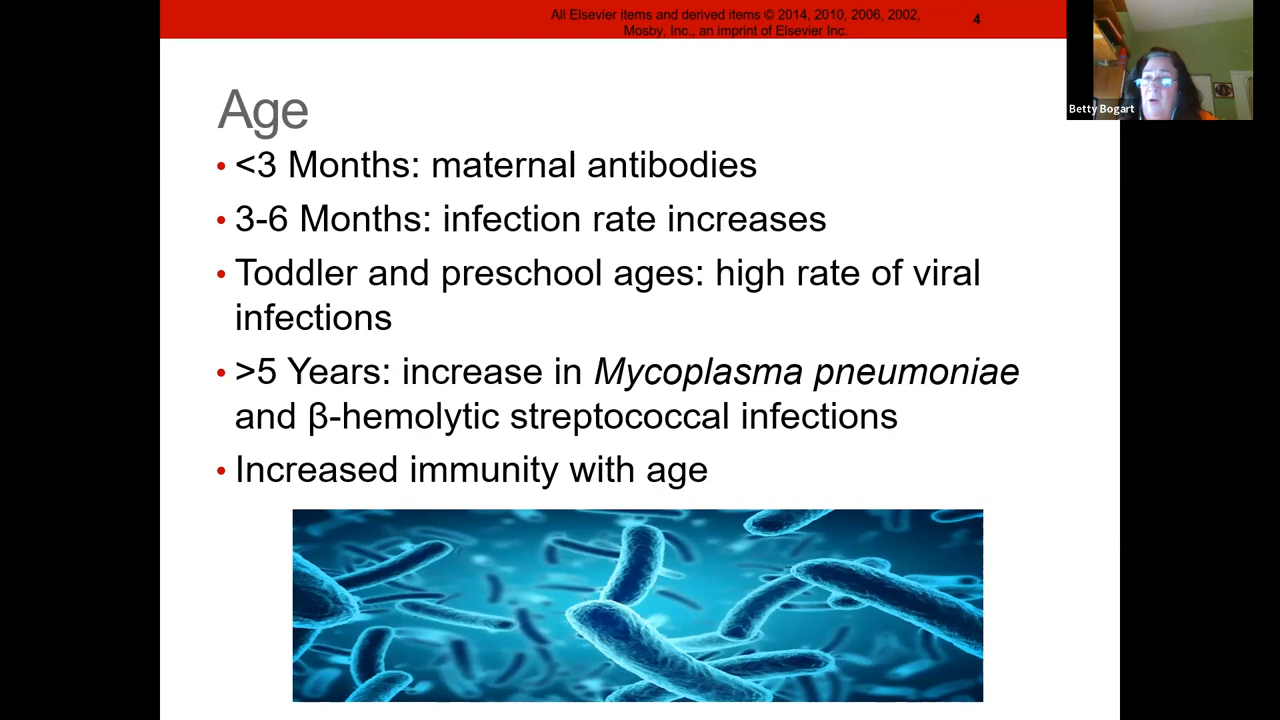 All Elsevier items and derived items © 2014, 2010, 2006, 2002,
Mosby, Inc., an imprint of Elsevier Inc.
4
Betty Bogart
Age
• <3 Months: maternal antibodies
• 3-6 Months: infection rate increases
• Toddler and preschool ages: high rate of viral
infections
• >5 Years: increase in Mycoplasma pneumoniae
and β-hemolytic streptococcal infections
• Increased immunity with age